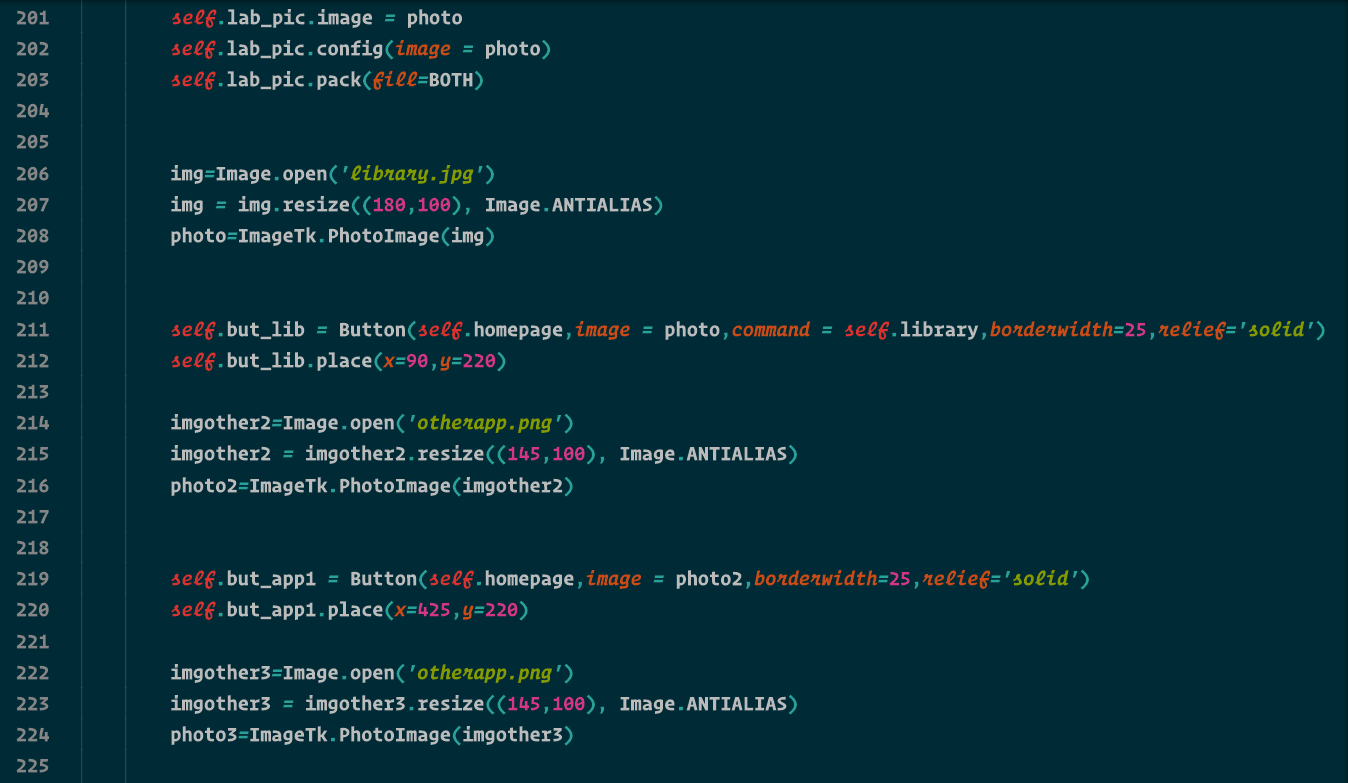 201 self.lab_pic.image = photo
202 self.lab_pic.config(image = photo)
203 self.lab_pic.pack(fill=BOTH)
204
205
206 img=Image.open('library.jpg')
207 img = img.resize((180,100), Image.ANTIALIAS)
208 photo=ImageTk.PhotoImage(img)
209
210
211 self.but_lib = Button(self.homepage,image = photo,command = self.library,borderwidth=25,relief='solid')
212 self.but_lib.place(x=90,y=220)
213
214 imgother2=Image.open('otherapp.png')
215 imgother2 = imgother2.resize((145,100), Image.ANTIALIAS)
216 photo2=ImageTk.PhotoImage(imgother2)
217
218
219 self.but_app1 = Button(self.homepage,image = photo2,borderwidth=25,relief='solid')
220 self.but_app1.place(x=425,y=220)
221
222 imgother3=Image.open('otherapp.png')
223 imgother3 = imgother3.resize((145,100), Image.ANTIALIAS)
224 photo3=ImageTk.PhotoImage(imgother3)
225